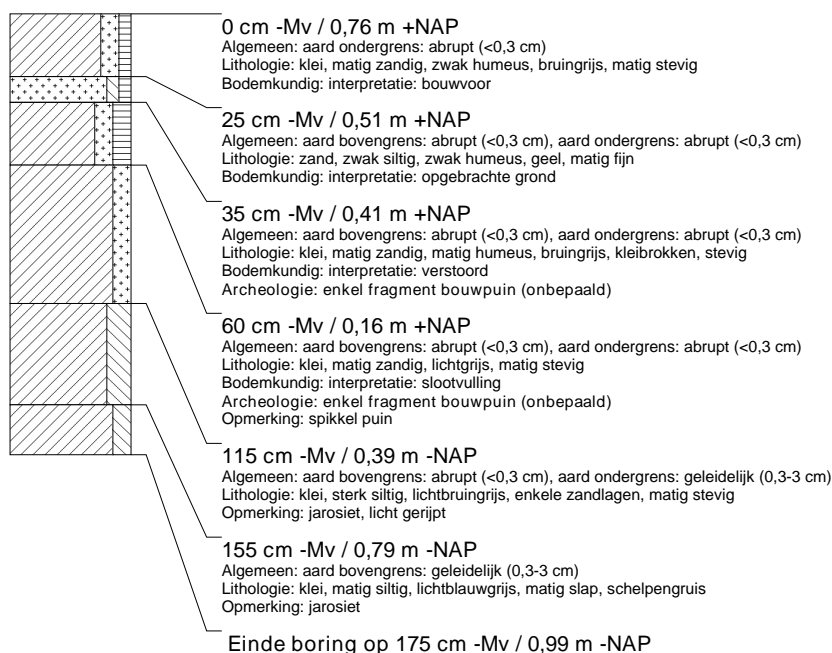 0 cm -Mv / 0,76 m +NAP
Algemeen: aard ondergrens: abrupt (<0,3 cm)
Lithologie: klei, matig zandig, zwak humeus, bruingrijs, matig stevig
Bodemkundig: interpretatie: bouwvoor
25 cm -Mv / 0,51 m +NAP
Algemeen: aard bovengrens: abrupt (<0,3 cm), aard ondergrens: abrupt (<0,3 cm)
Lithologie: zand, zwak siltig, zwak humeus, geel, matig fijn
Bodemkundig: interpretatie: opgebrachte grond
35 cm -Mv / 0,41 m +NAP
Algemeen: aard bovengrens: abrupt (<0,3 cm), aard ondergrens: abrupt (<0,3 cm)
Lithologie: klei, matig zandig, matig humeus, bruingrijs, kleibrokken, stevig
Bodemkundig: interpretatie: verstoord
Archeologie: enkel fragment bouwpuin (onbepaald)
60 cm -Mv / 0,16 m +NAP
Algemeen: aard bovengrens: abrupt (<0,3 cm), aard ondergrens: abrupt (<0,3 cm)
Lithologie: klei, matig zandig, lichtgrijs, matig stevig
Bodemkundig: interpretatie: slootvulling
Archeologie: enkel fragment bouwpuin (onbepaald)
Opmerking: spikkel puin
115 cm -Mv / 0,39 m -NAP
Algemeen: aard bovengrens: abrupt (<0,3 cm), aard ondergrens: geleidelijk (0,3-3 cm)
Lithologie: klei, sterk siltig, lichtbruingrijs, enkele zandlagen, matig stevig
Opmerking: jarosiet, licht gerijpt
155 cm -Mv / 0,79 m -NAP
Algemeen: aard bovengrens: geleidelijk (0,3-3 cm)
Lithologie: klei, matig siltig, lichtblauwgrijs, matig slap, schelpengruis
Opmerking: jarosiet
Einde boring op 175 cm -Mv / 0,99 m -NAP